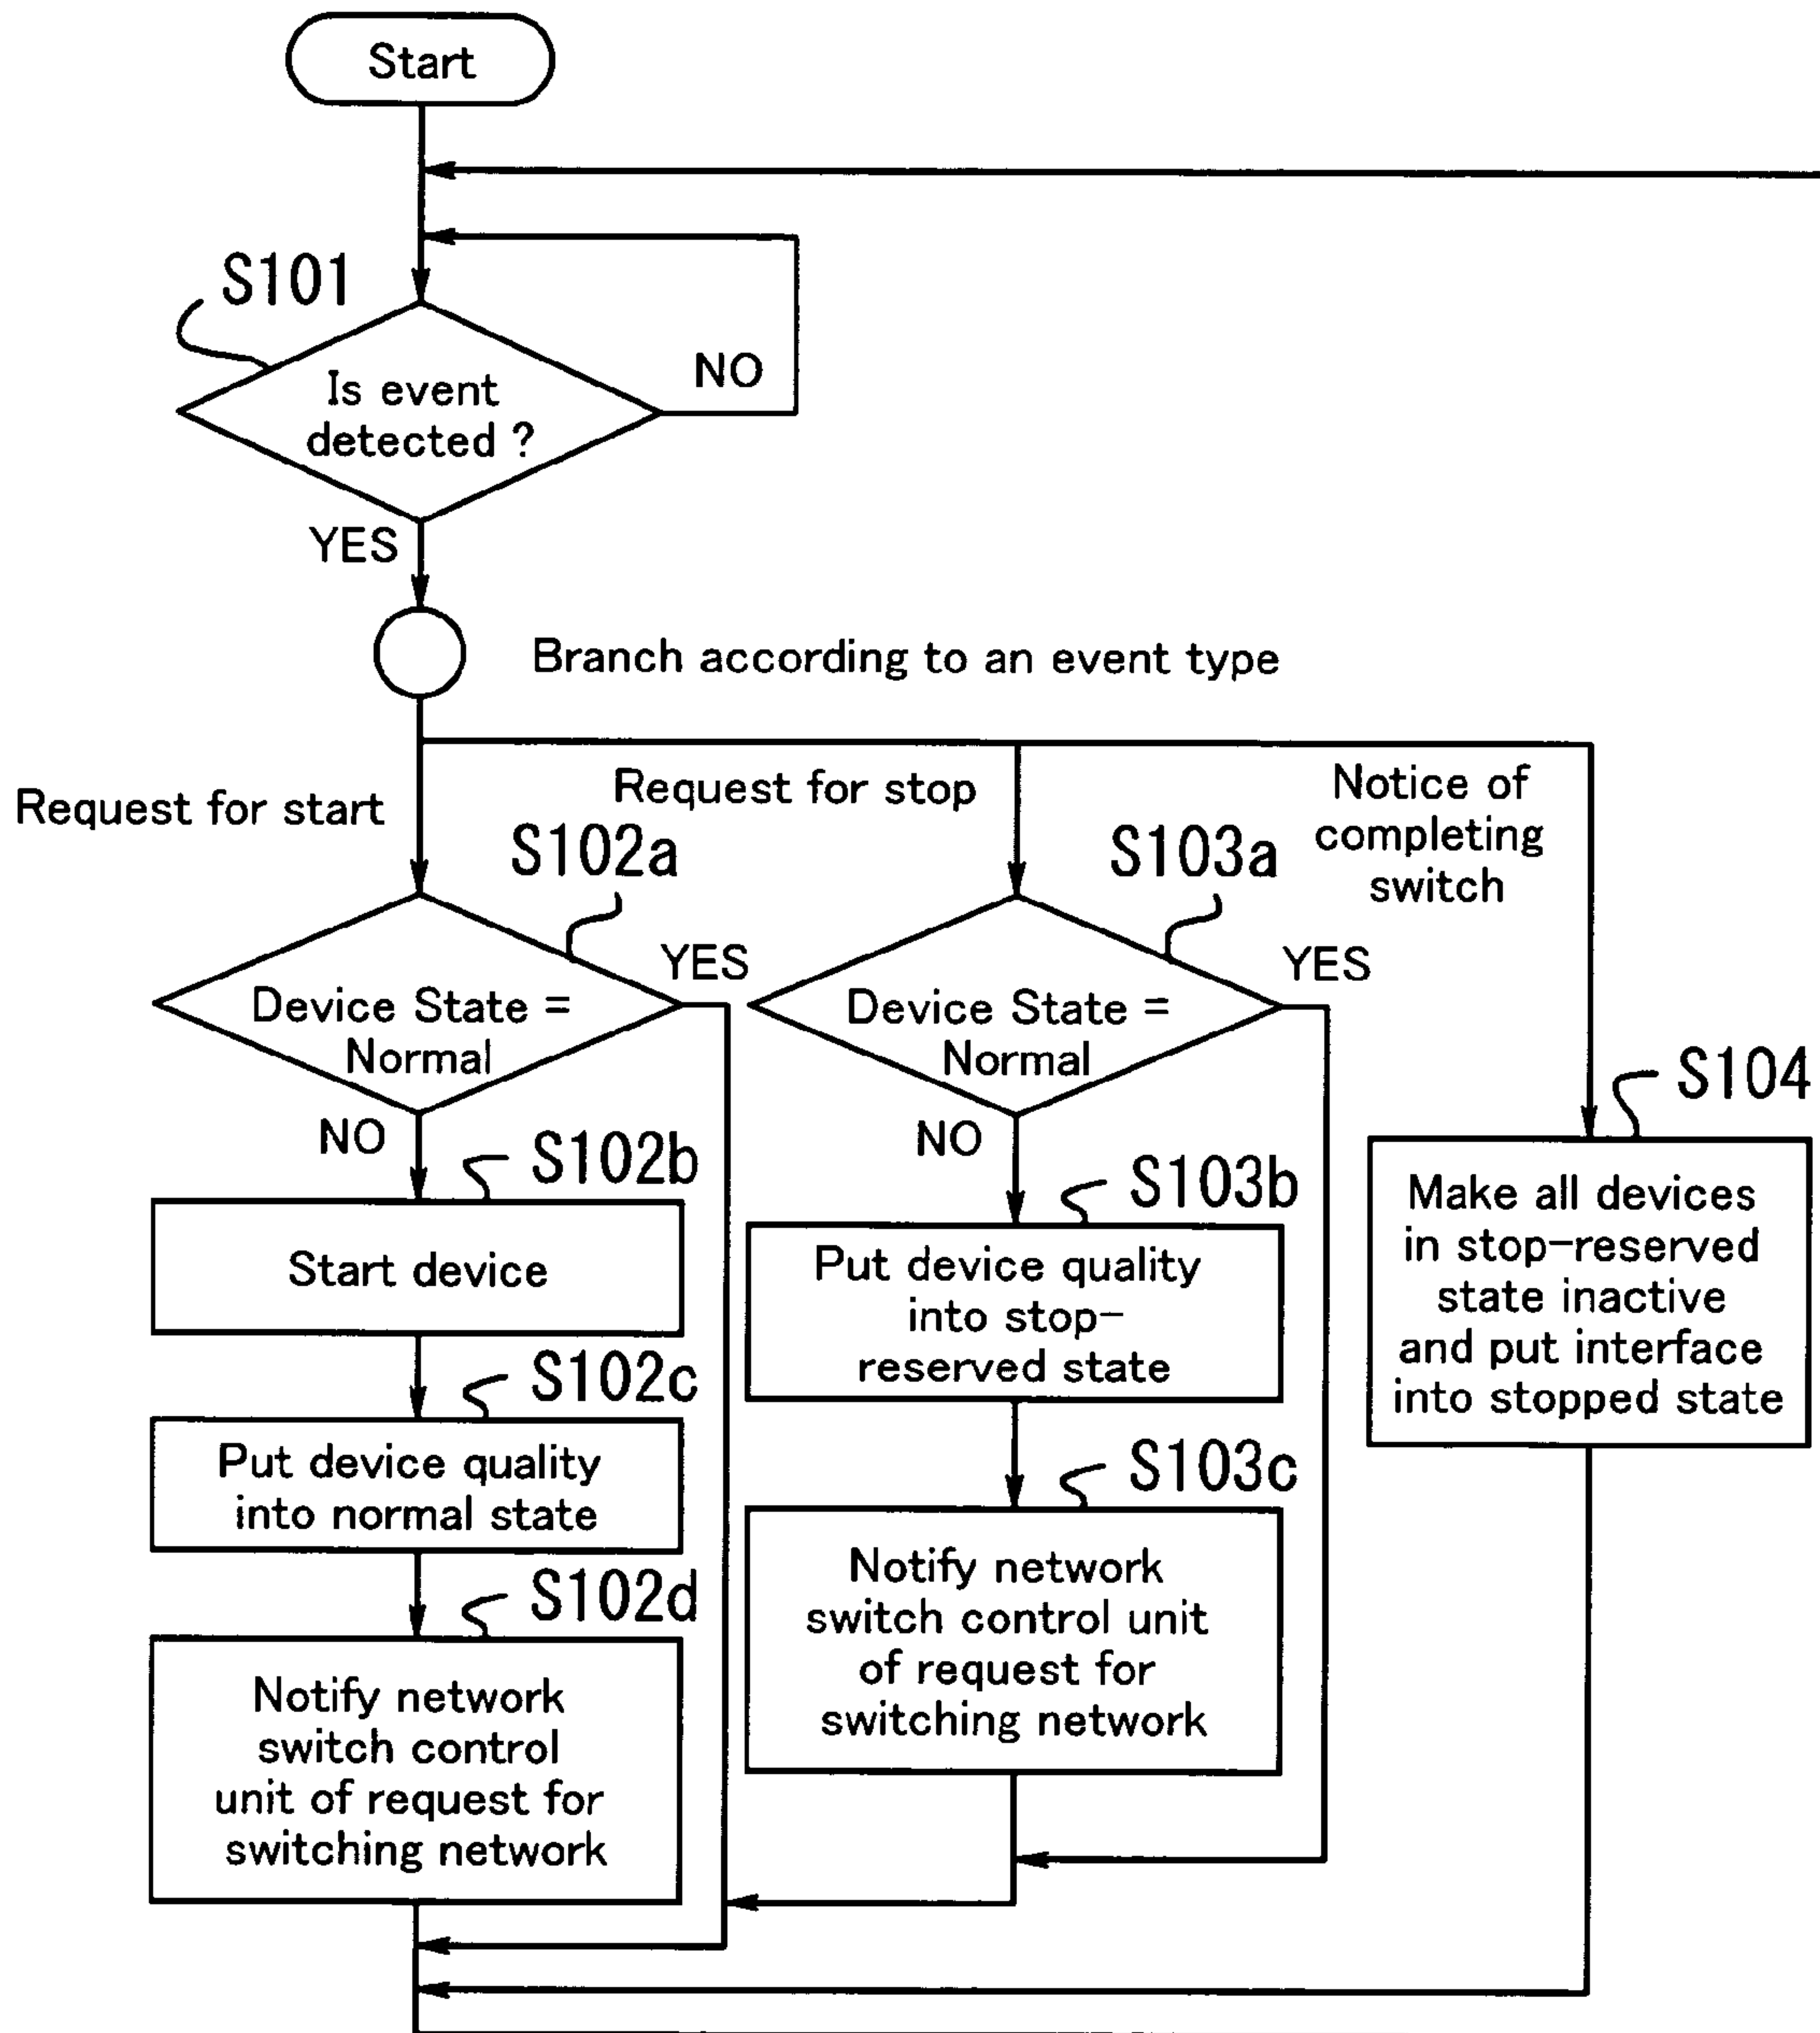 Start
S101
Is event
detected ?
NO
YES
Branch according to an event type
Request for start
Request for stop
Notice of
completing
switch
S102a
Device State =
Normal
YES
NO
S102b
Start device
S102c
Put device quality
into normal state
S102d
Notify network
switch control
unit of request for
switching network
S103a
Device State =
Normal
YES
NO
S103b
Put device quality
into stop-
reserved state
S103c
Notify network
switch control unit
of request for
switching network
S104
Make all devices
in stop-reserved
state inactive
and put interface
into stopped state